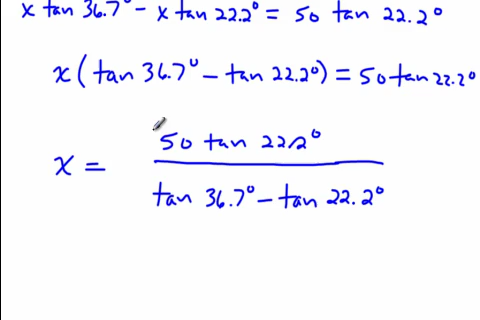 x tan 36.7° - x tan 22.2° = 50 tan 22.2°
x (tan 36.7° - tan 22.2°) = 50 tan 22.2°
x = 50 tan 22.2° / tan 36.7° - tan 22.2°